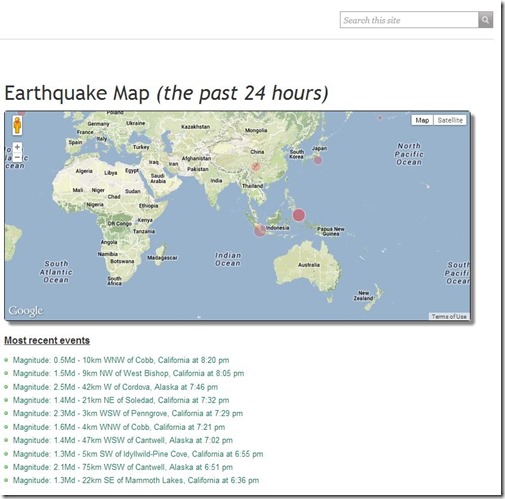 Search this site
Earthquake Map (the past 24 hours)
Map Satellite
Poland
Germany
Ukraine
Kazakhstan
Mongolia
France
Spain
Italy
Turkey
Japan
South Korea
North Pacific Ocean
China
Afghanistan
Iraq
Iran
Pakistan
Algeria
Libya
Egypt
India
Mali
Niger
Sudan
Chad
Thailand
Nigeria
Ethiopia
DR Congo
Kenya
Indonesia
Papua New Guinea
Tanzania
Angola
Indian Ocean
Namibia
Madagascar
Botswana
Australia
South Atlantic Ocean
South Africa
New Zealand
Google
Terms of Use
Most recent events
Magnitude: 0.5Md - 10km WNW of Cobb, California at 8:20 pm
Magnitude: 1.5Md - 9km NW of West Bishop, California at 8:05 pm
Magnitude: 2.5Md - 42km W of Cordova, Alaska at 7:46 pm
Magnitude: 1.4Md - 21km NE of Soledad, California at 7:32 pm
Magnitude: 2.3Md - 3km WSW of Penngrove, California at 7:29 pm
Magnitude: 1.6Md - 4km WNW of Cobb, California at 7:21 pm
Magnitude: 1.4Md - 47km WSW of Cantwell, Alaska at 7:02 pm
Magnitude: 1.3Md - 5km SW of Idyllwild-Pine Cove, California at 6:55 pm
Magnitude: 2.1Md - 75km WSW of Cantwell, Alaska at 6:51 pm
Magnitude: 1.3Md - 22km SE of Mammoth Lakes, California at 6:36 pm